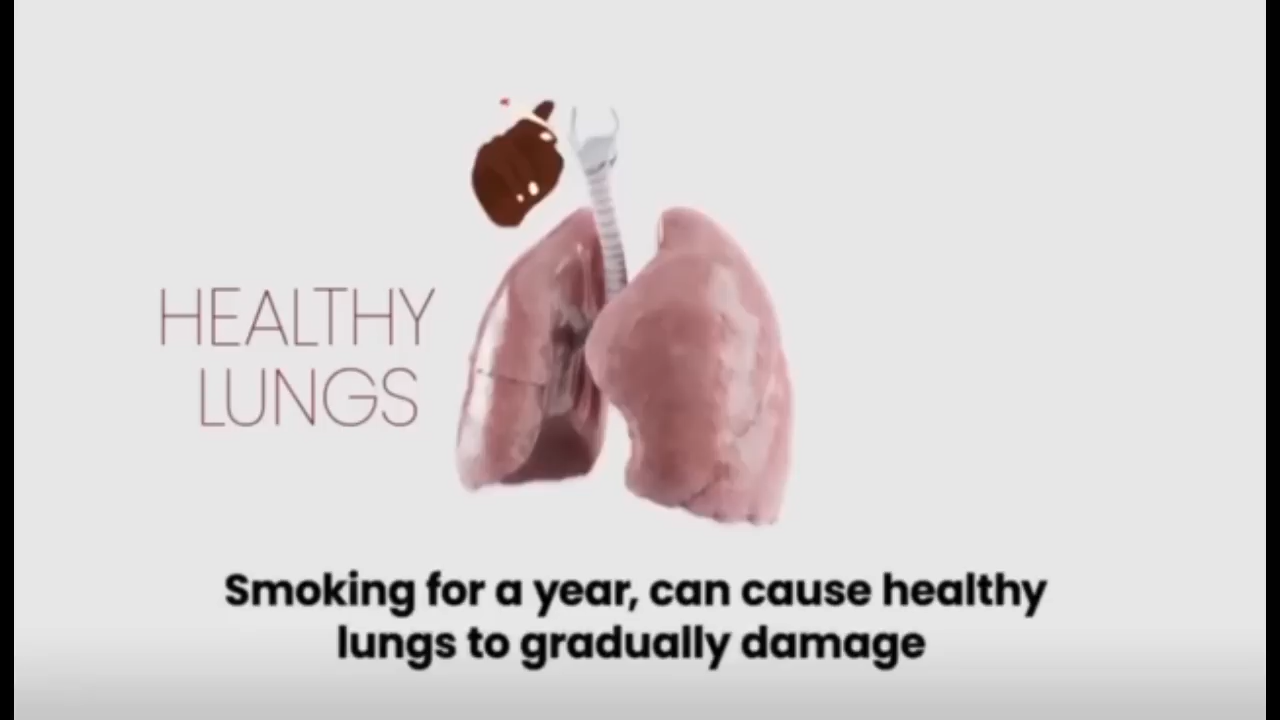 HEALTHY
LUNGS
Smoking for a year, can cause healthy
lungs to gradually damage